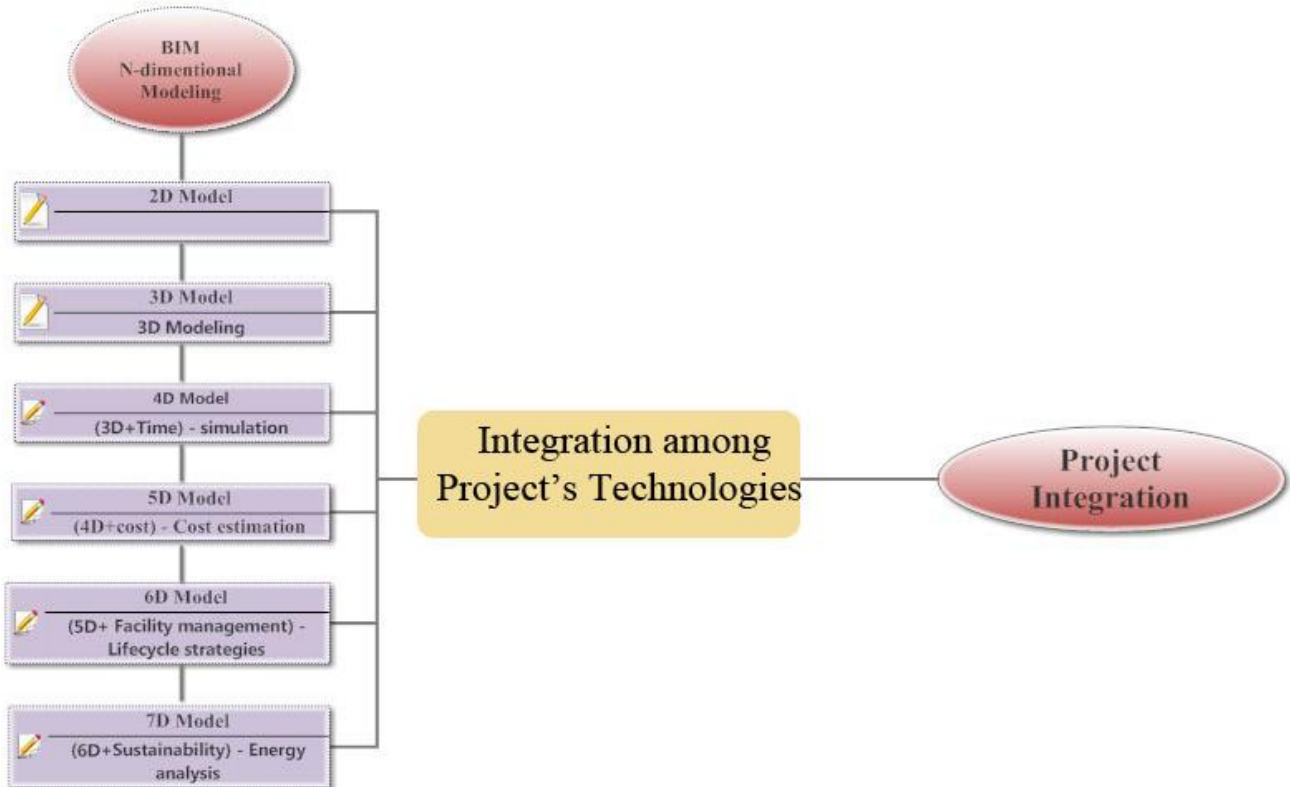 BIM
N-dimentional
Modeling
2D Model
3D Model
3D Modeling
4D Model
(3D+Time) - simulation
5D Model
(4D+cost) - Cost estimation
6D Model
(5D+ Facility management) -
Lifecycle strategies
7D Model
(6D+Sustainability) - Energy
analysis
Integration among
Project’s Technologies
Project
Integration